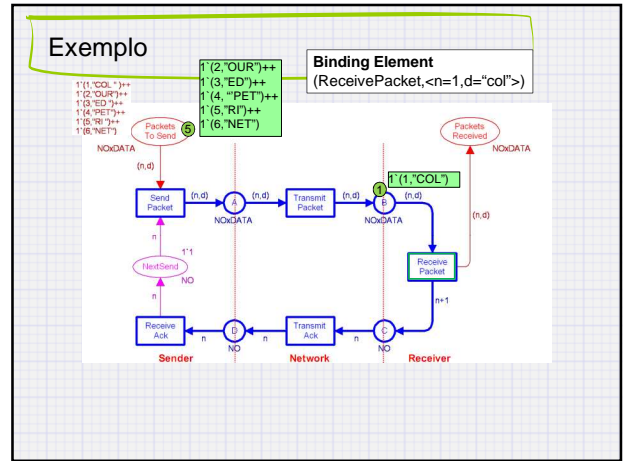 Exemplo
1`(2,"OUR")++
1`(3,"ED")++
1`(4, "'PET")++
1`(5,"RI")++
1`(6,"NET")
Binding Element
(ReceivePacket,<n=1,d="col">)
1`(1,"COL" )++
1`(2,"OUR")++
1`(3,"ED")++
1`(4,"PET")++
1`(5,"RI ")++
1`(6,"NET")
Packets
To Send
5
NOxDATA
Packets
Received
NOxDATA
(n,d)
1`(1,"COL")
1
Send
Packet
(n,d)
A
NOxDATA
(n,d)
Transmit
Packet
(n,d)
B
NOxDATA
(n,d)
(n,d)
n
1`1
NextSend
NO
n
Receive
Packet
n+1
Receive
Ack
n
D
NO
n
Transmit
Ack
n
C
NO
Sender
Network
Receiver